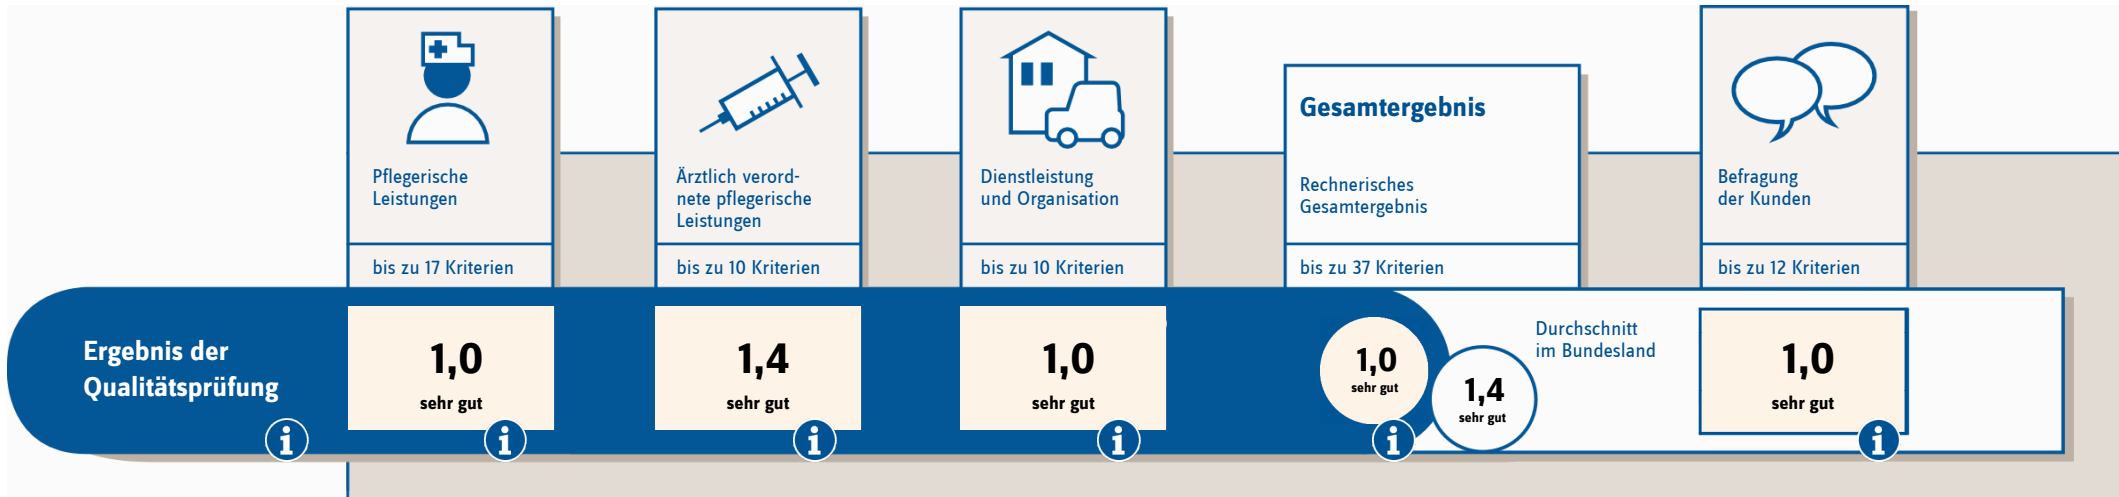 Pflegerische
Leistungen
bis zu 17 Kriterien
Ärztlich verord-
nete pflegerische
Leistungen
bis zu 10 Kriterien
Dienstleistung
und Organisation
bis zu 10 Kriterien
Gesamtergebnis
Rechnerisches
Gesamtergebnis
bis zu 37 Kriterien
Befragung
der Kunden
bis zu 12 Kriterien
Ergebnis der
Qualitätsprüfung
i
1,0
sehr gut
i
1,4
sehr gut
i
1,0
sehr gut
i
1,0
sehr gut
i
1,4
sehr gut
Durchschnitt
im Bundesland
1,0
sehr gut
i